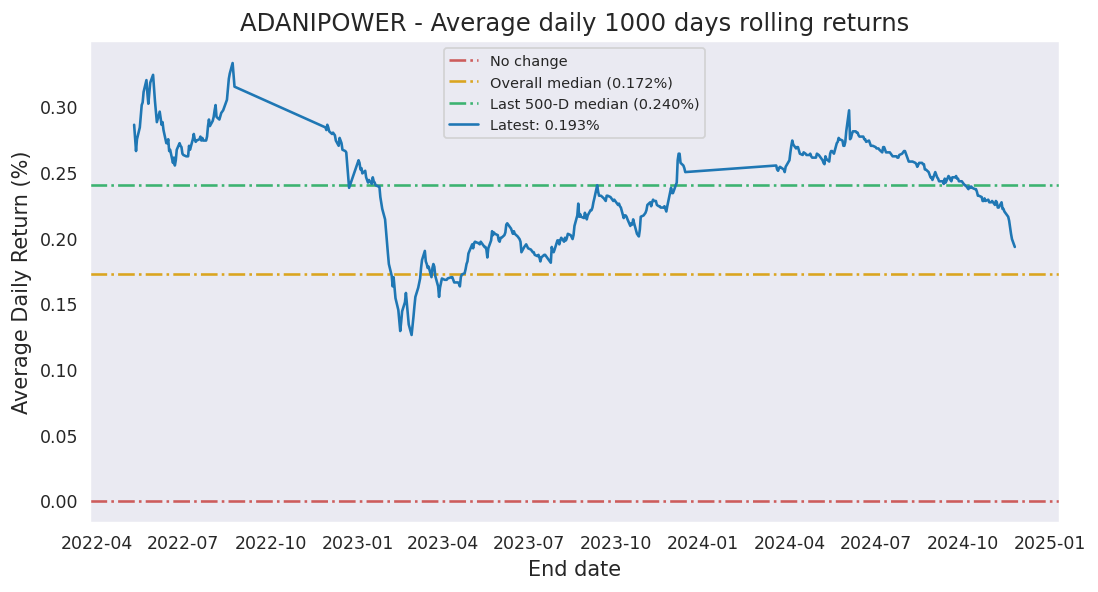 ADANIPOWER - Average daily 1000 days rolling returns
No change
Overall median (0.172%)
Last 500-D median (0.240%)
Latest: 0.193%
Average Daily Return (%)
0.30
0.25
0.20
0.15
0.10
0.05
0.00
2022-04 2022-07 2022-10 2023-01 2023-04 2023-07 2023-10 2024-01 2024-04 2024-07 2024-10 2025-01
End date